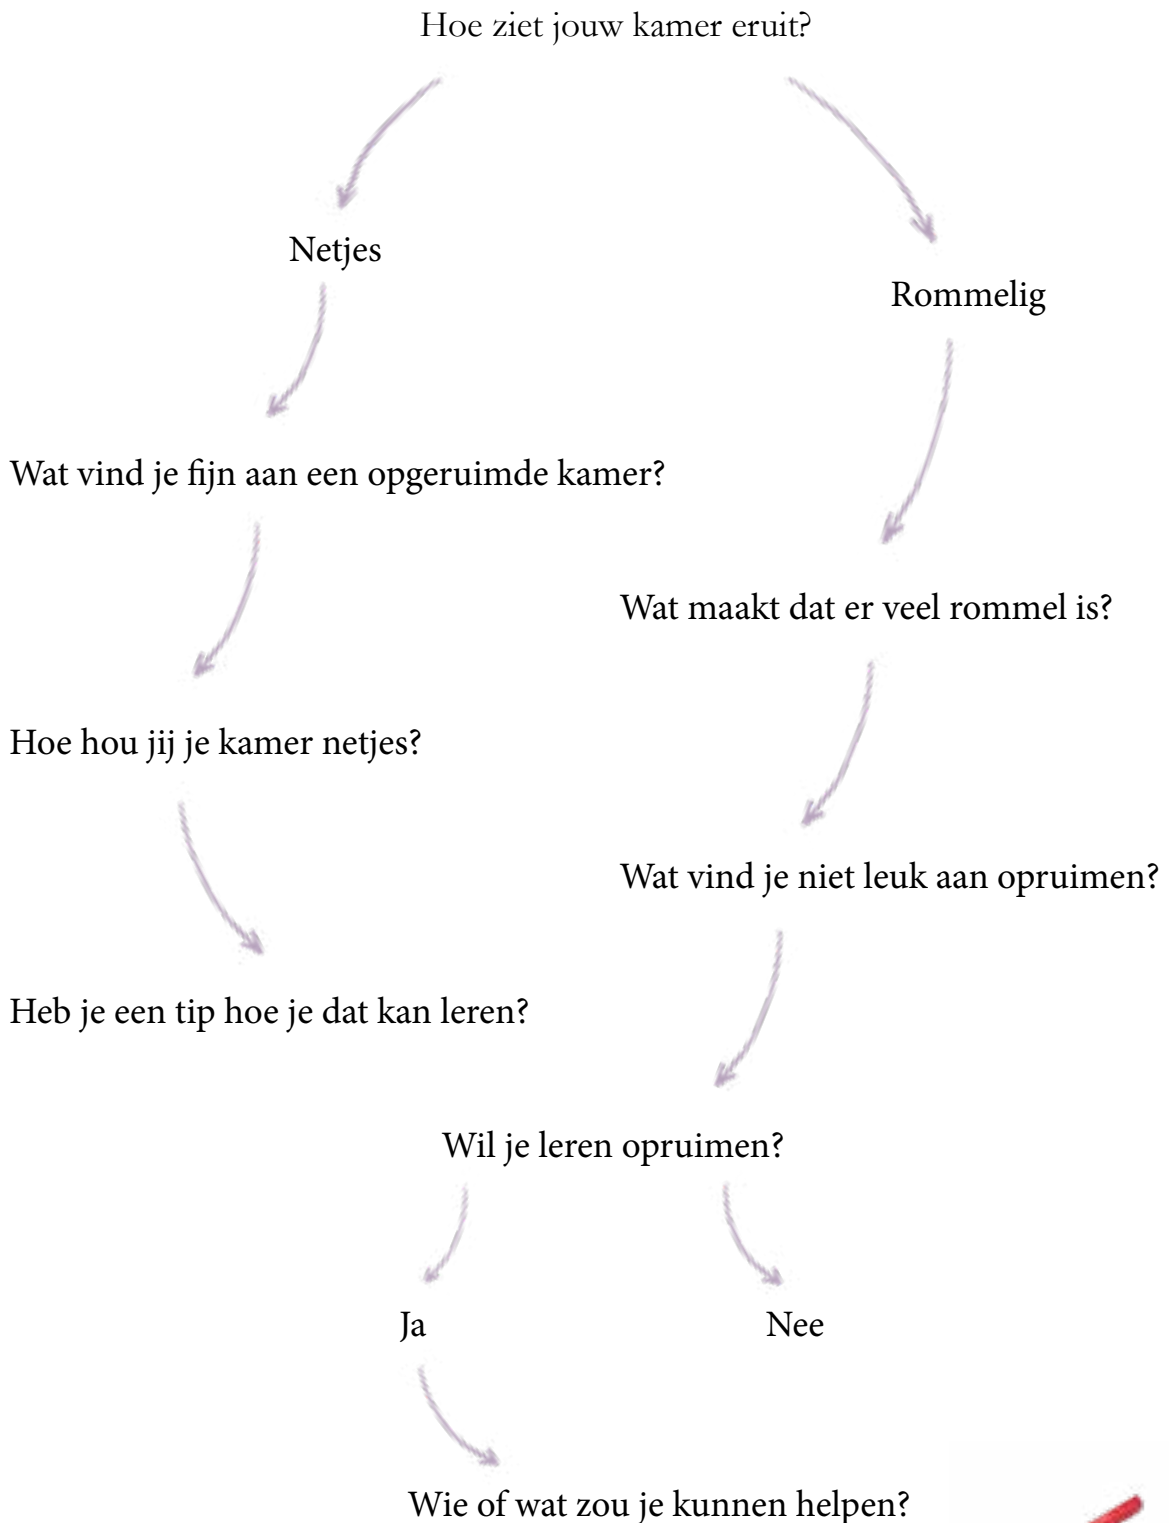 Hoe ziet jouw kamer eruit?
Netjes
Rommelig
Wat vind je fijn aan een opgeruimde kamer?
Wat maakt dat er veel rommel is?
Hoe hou jij je kamer netjes?
Wat vind je niet leuk aan opruimen?
Heb je een tip hoe je dat kan leren?
Wil je leren opruimen?
Ja
Nee
Wie of wat zou je kunnen helpen?